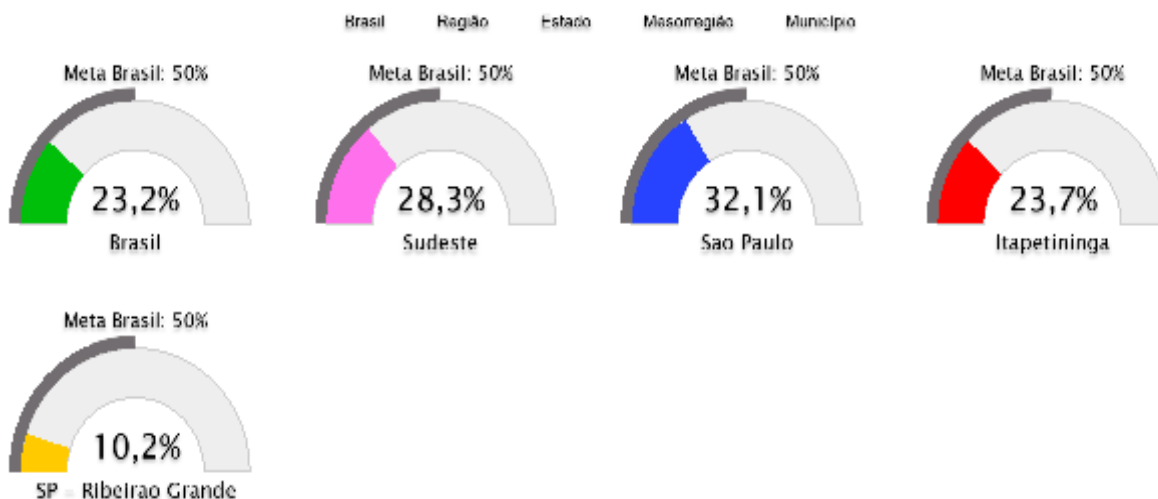 Brasil Região Estado Mesorregião Município
Meta Brasil: 50% Meta Brasil: 50% Meta Brasil: 50% Meta Brasil: 50%
23,2% 28,3% 32,1% 23,7%
Brasil Sudeste Sao Paulo Itapetininga
Meta Brasil: 50%
10,2%
SP - Ribeirao Grande